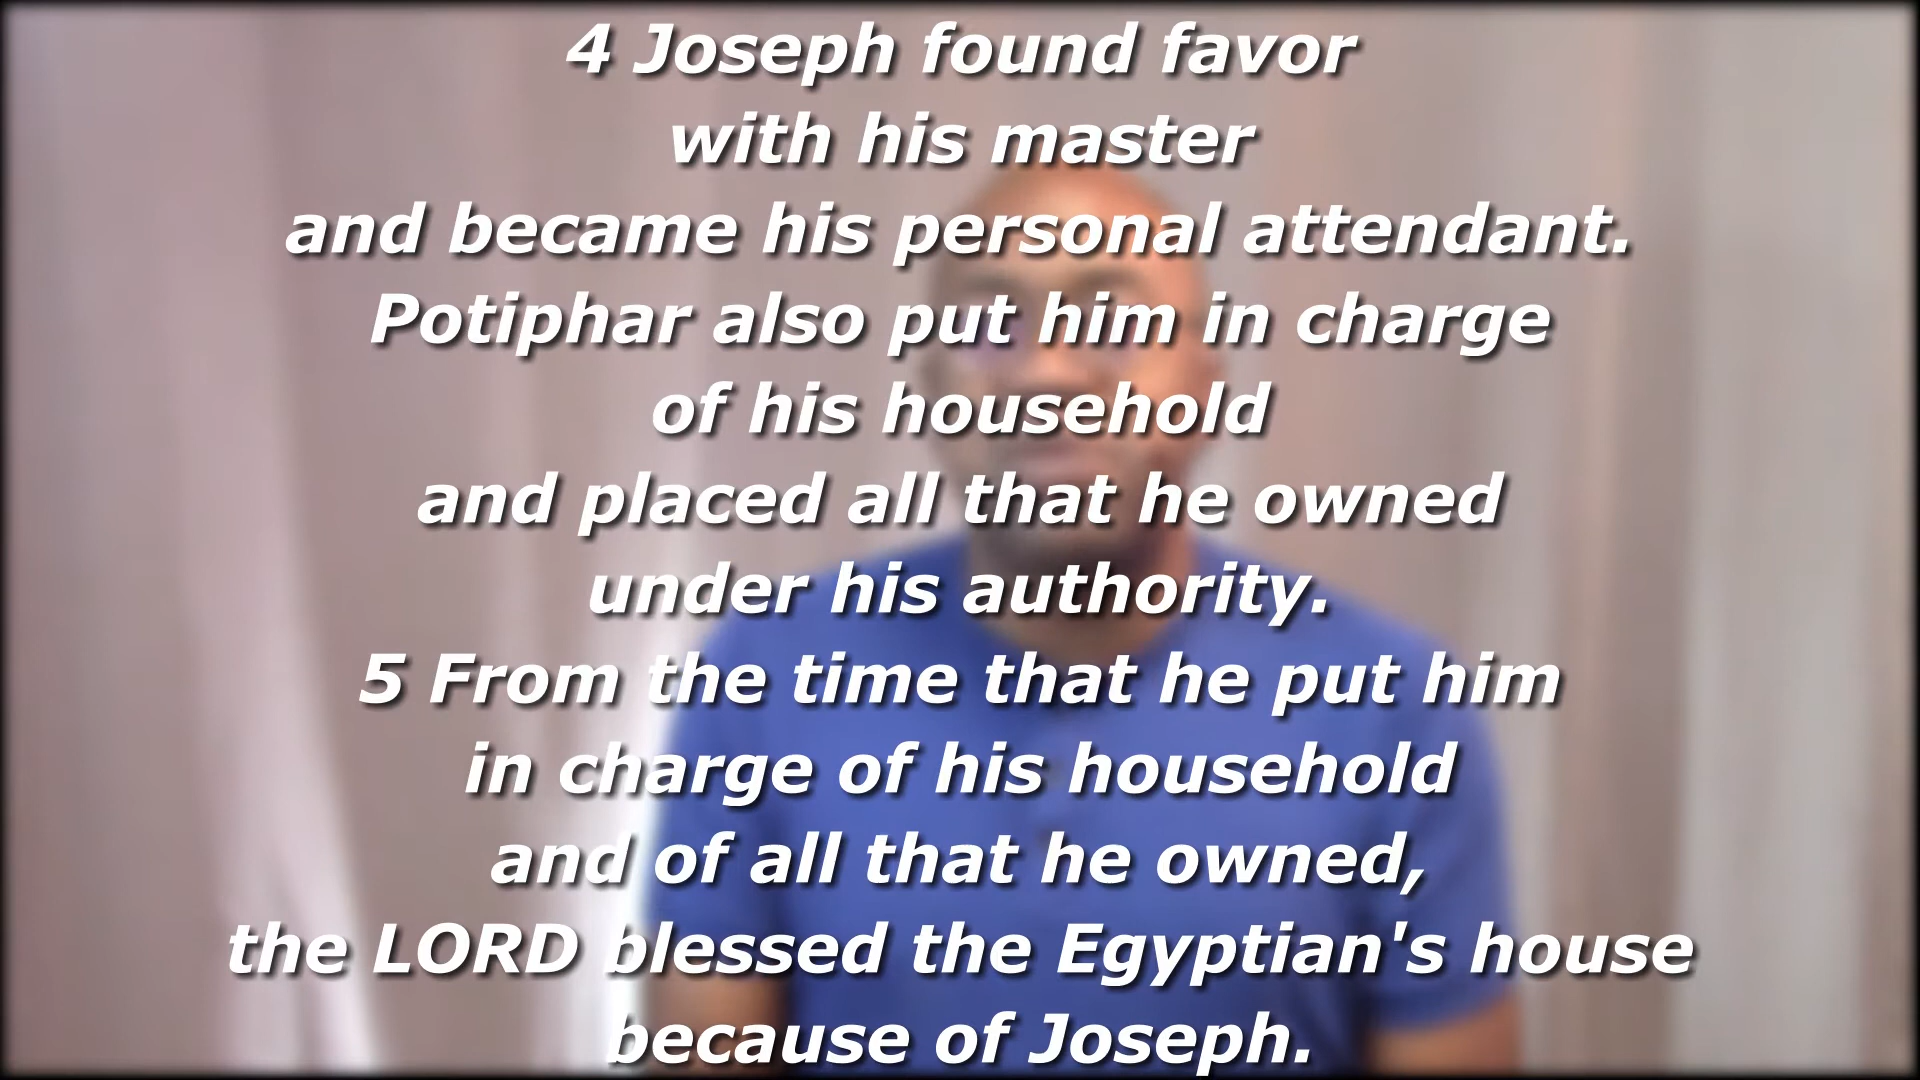 4 Joseph found favor
with his master
and became his personal attendant.
Potiphar also put him in charge
of his household
and placed all that he owned
under his authority.
5 From the time that he put him
in charge of his household
and of all that he owned,
the LORD blessed the Egyptian's house
because of Joseph.